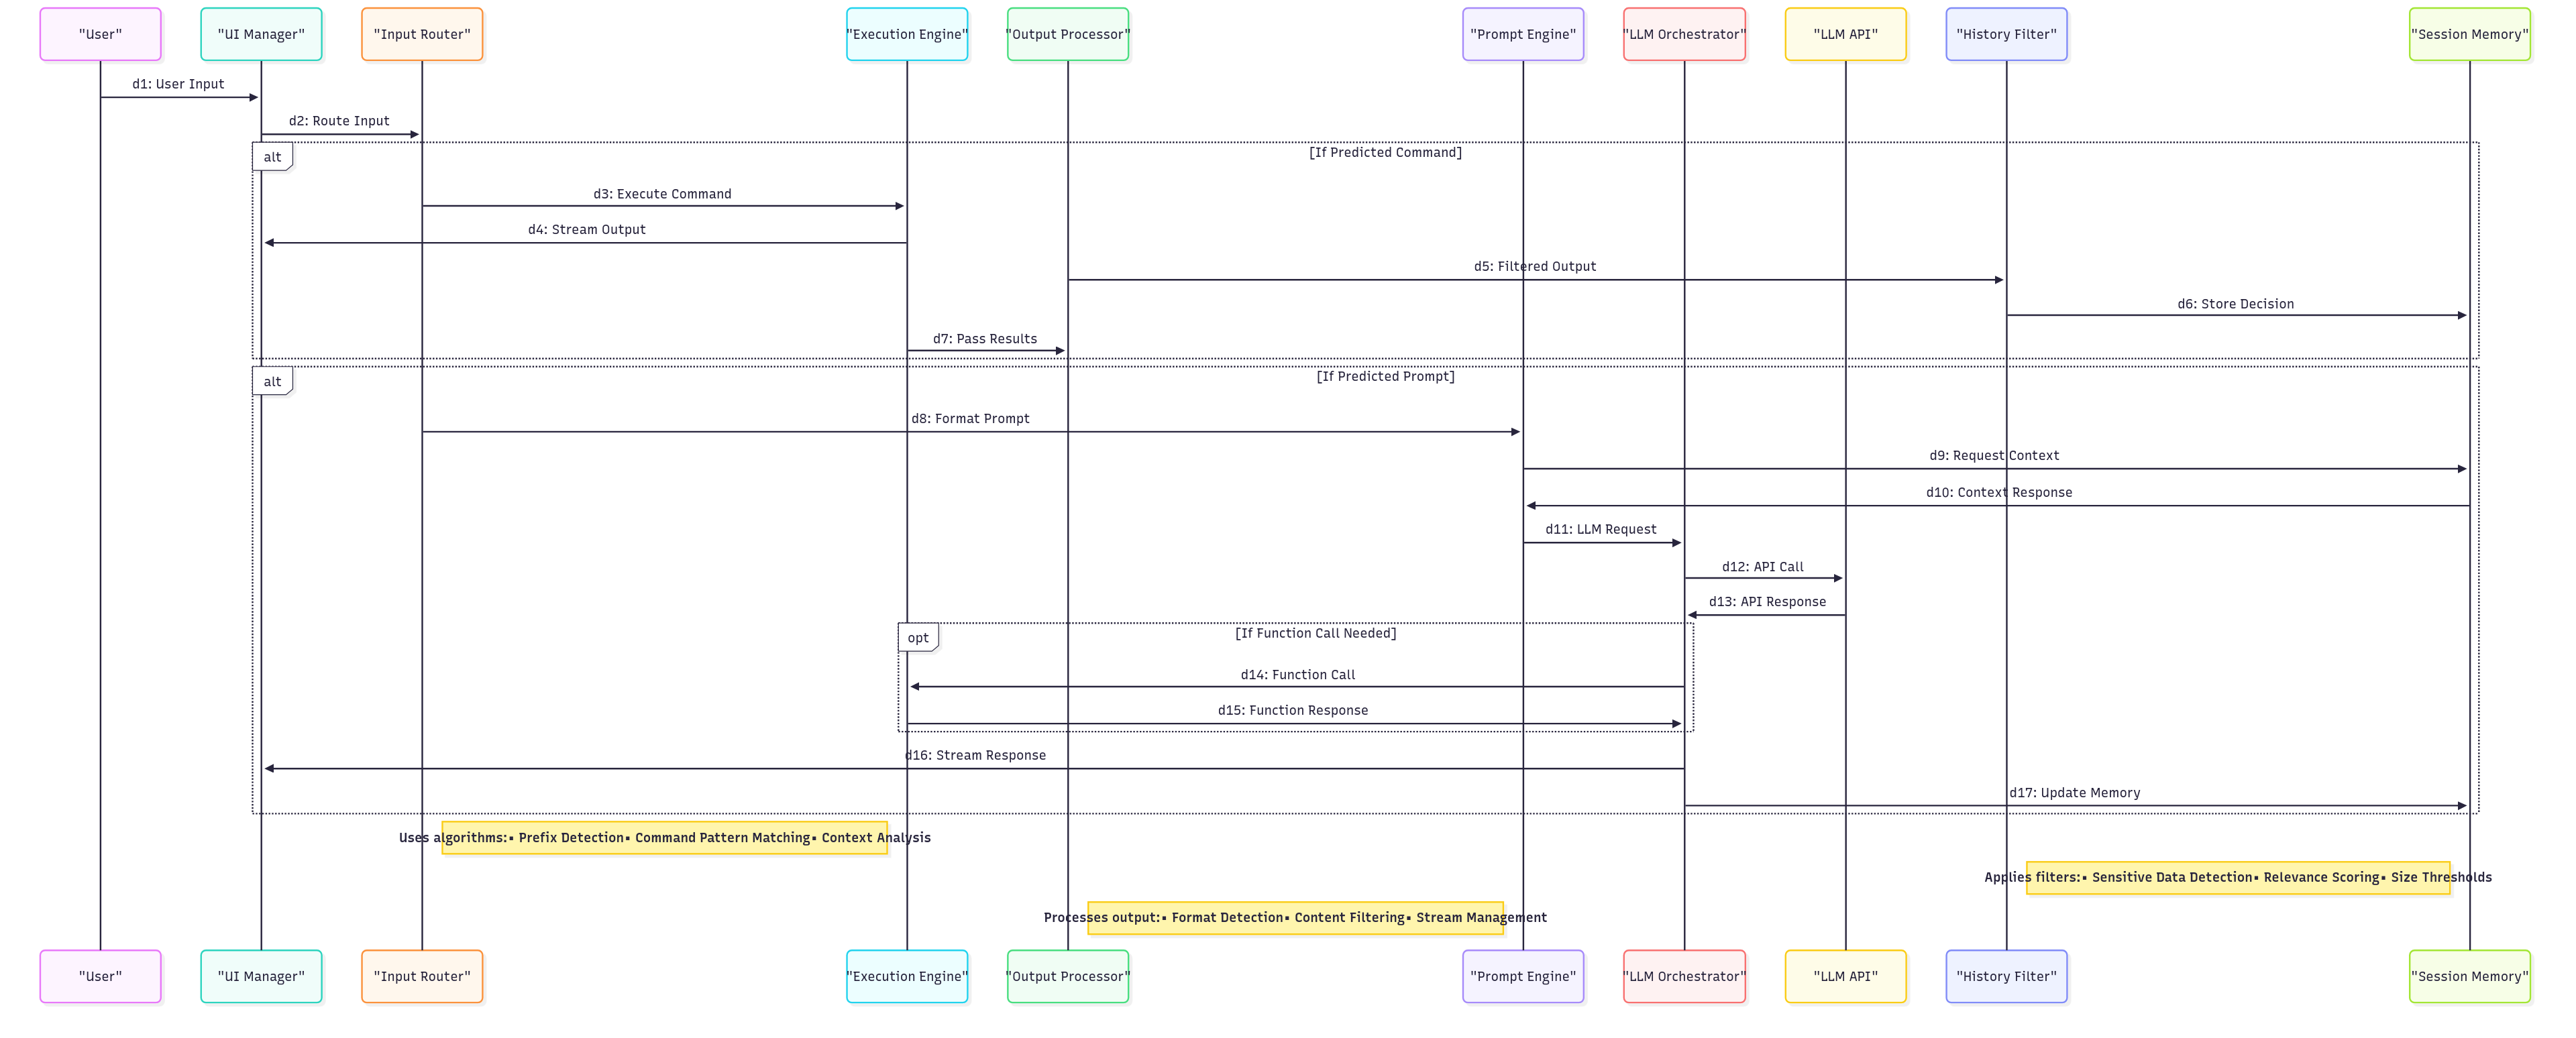 "User"
"UI Manager"
"Input Router"
"Execution Engine"
"Output Processor"
"Prompt Engine"
"LLM Orchestrator"
"LLM API"
"History Filter"
"Session Memory"
d1: User Input
d2: Route Input
alt
[If Predicted Command]
d3: Execute Command
d4: Stream Output
d5: Filtered Output
d6: Store Decision
d7: Pass Results
alt
[If Predicted Prompt]
d8: Format Prompt
d9: Request Context
d10: Context Response
d11: LLM Request
d12: API Call
d13: API Response
opt
[If Function Call Needed]
d14: Function Call
d15: Function Response
d16: Stream Response
d17: Update Memory
Uses algorithms:• Prefix Detection• Command Pattern Matching• Context Analysis
Applies filters:• Sensitive Data Detection• Relevance Scoring• Size Thresholds
Processes output:• Format Detection• Content Filtering• Stream Management
"User"
"UI Manager"
"Input Router"
"Execution Engine"
"Output Processor"
"Prompt Engine"
"LLM Orchestrator"
"LLM API"
"History Filter"
"Session Memory"